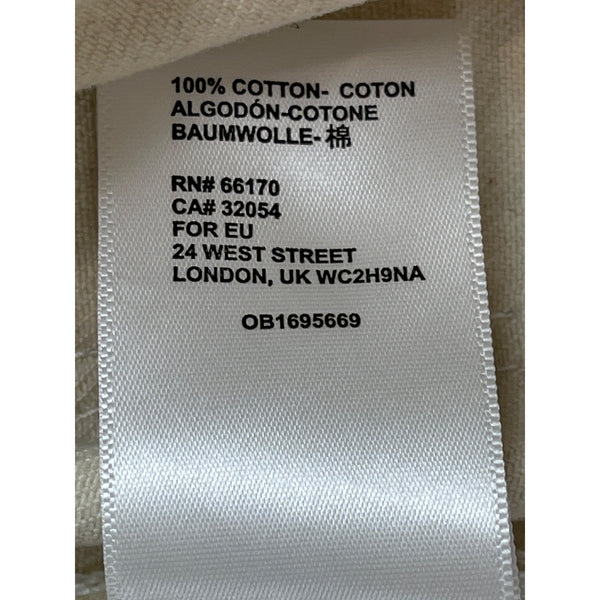 100% COTTON- COTON
ALGODÓN-COTONE
BAUMWOLLE-棉
RN# 66170
CA# 32054
FOR EU
24 WEST STREET
LONDON, UK WC2H9NA
OB1695669